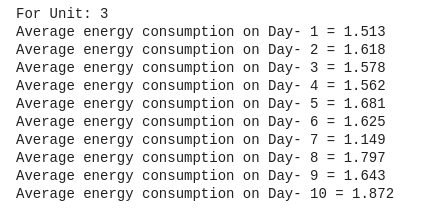 For Unit: 3
Average energy consumption on Day- 1 = 1.513
Average energy consumption on Day- 2 = 1.618
Average energy consumption on Day- 3 = 1.578
Average energy consumption on Day- 4 = 1.562
Average energy consumption on Day- 5 = 1.681
Average energy consumption on Day- 6 = 1.625
Average energy consumption on Day- 7 = 1.149
Average energy consumption on Day- 8 = 1.797
Average energy consumption on Day- 9 = 1.643
Average energy consumption on Day- 10 = 1.872